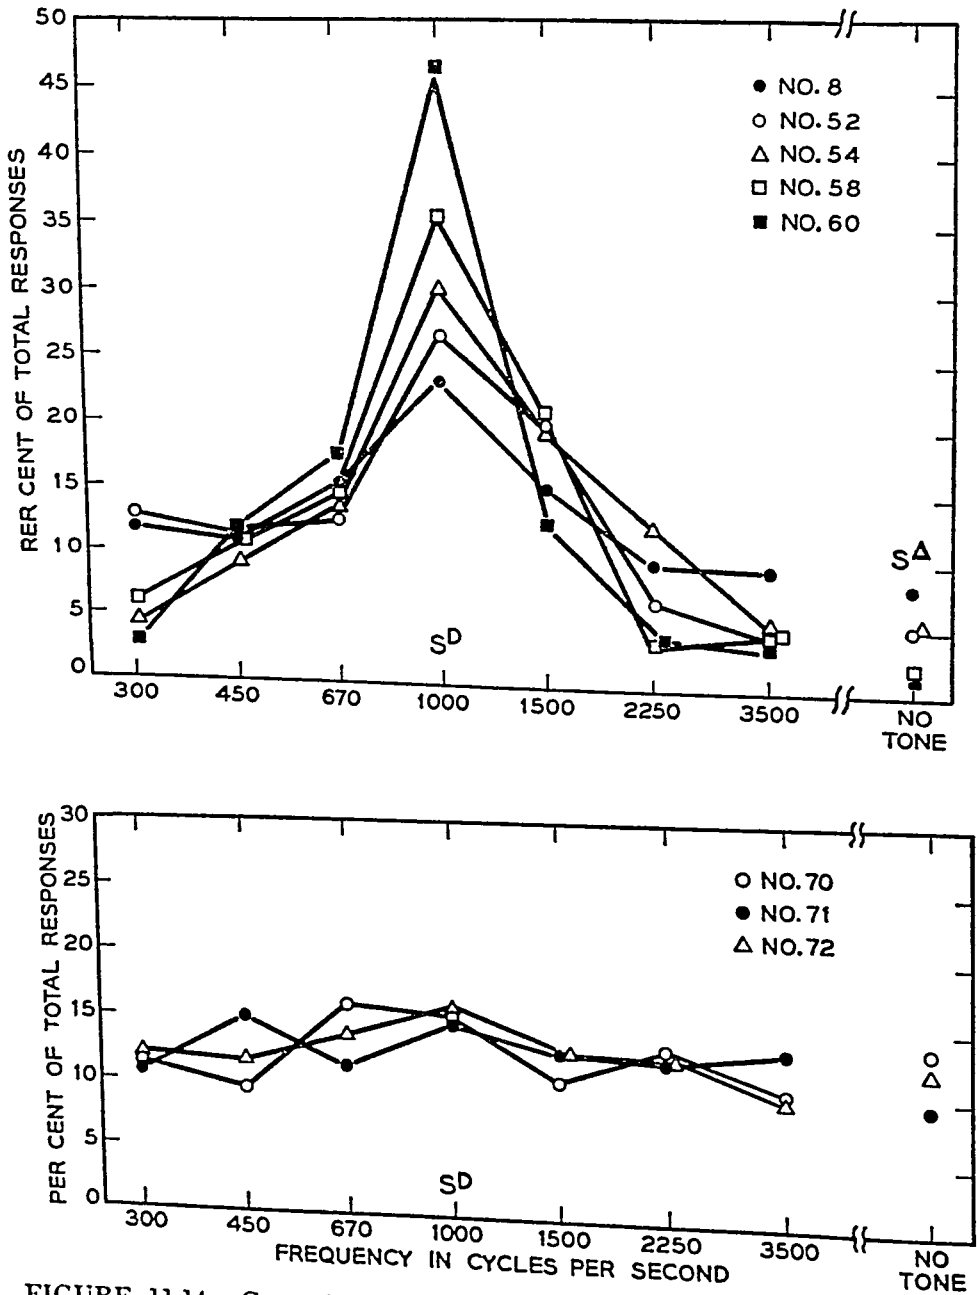 50
45
40
35
30
25
20
15
10
5
0
RER CENT OF TOTAL RESPONSES
NO. 8
NO. 52
NO. 54
NO. 58
NO. 60
S^D
S^Δ
300 450 670 1000 1500 2250 3500 NO TONE
30
25
20
15
10
5
0
PER CENT OF TOTAL RESPONSES
NO. 70
NO. 71
NO. 72
S^D
300 450 670 1000 1500 2250 3500 NO TONE
FREQUENCY IN CYCLES PER SECOND
FIGURE 11.14